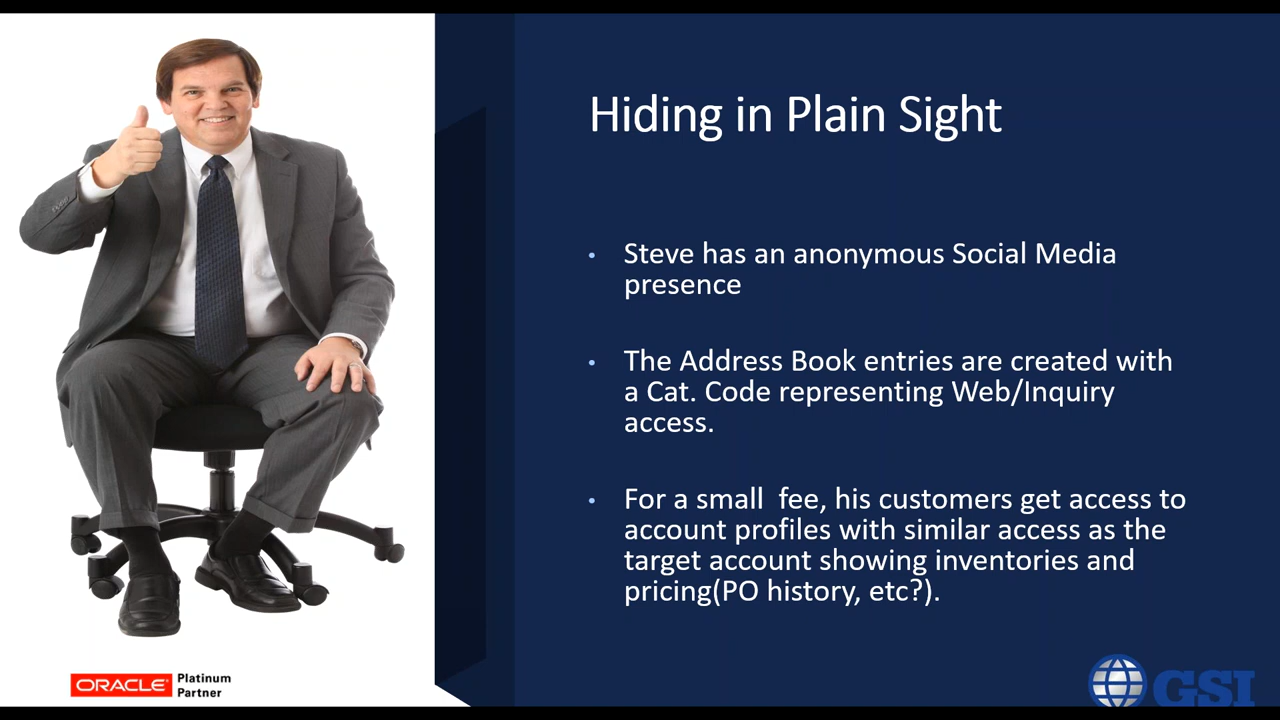 Hiding in Plain Sight
• Steve has an anonymous Social Media
presence
• The Address Book entries are created with
a Cat. Code representing Web/Inquiry
access.
• For a small  fee, his customers get access to
account profiles with similar access as the
target account showing inventories and
pricing(PO history, etc?).
ORACLE Platinum
Partner
GSI